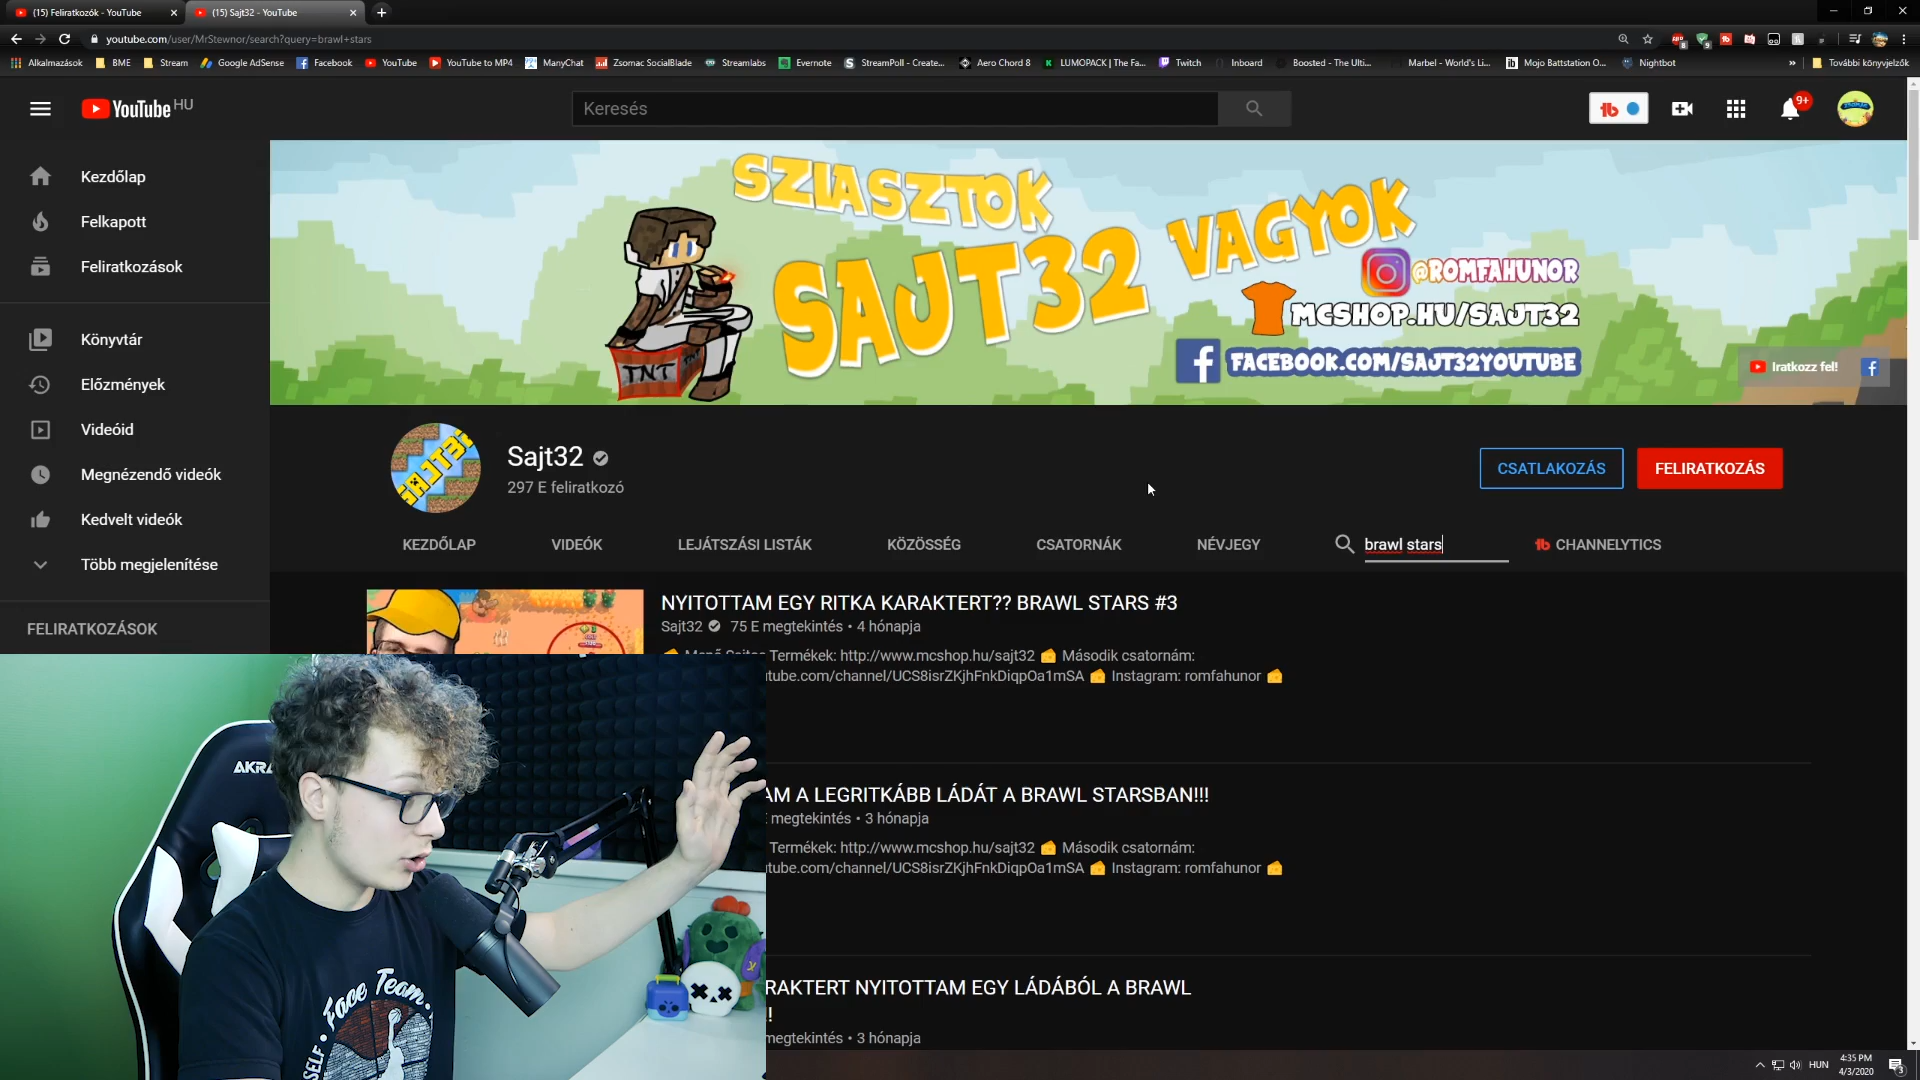 (15) Feliratkozók - YouTube
(15) Sajt32 - YouTube
youtube.com/user/MrStewnor/search?query=brawl+stars
Alkalmazások BME Stream Google AdSense Facebook YouTube YouTube to MP4 ManyChat Zsomac SocialBlade Streamlabs Evernote StreamPoll - Create... Aero Chord 8 LUMOPACK | The Fa... Twitch Inboard Boosted - The Ulti... Marbel - World's Li... Mojo Battstation O... Nightbot » További könyvjelzők
YouTube HU
Keresés
9+
Kezdőlap
Felkapott
Feliratkozások
Könyvtár
Előzmények
Videóid
Megnézendő videók
Kedvelt videók
Több megjelenítése
FELIRATKOZÁSOK
SZIASZTOK
SAJT32
VAGYOK
@ROMFAHUNOR
MCSHOP.HU/SAJT32
FACEBOOK.COM/SAJT32YOUTUBE
TNT
Iratkozz fel!
SAJT32
Sajt32
297 E feliratkozó
CSATLAKOZÁS
FELIRATKOZÁS
KEZDŐLAP VIDEÓK LEJÁTSZÁSI LISTÁK KÖZÖSSÉG CSATORNÁK NÉVJEGY brawl stars CHANNELYTICS
NYITOTTAM EGY RITKA KARAKTERT?? BRAWL STARS #3
Sajt32 75 E megtekintés • 4 hónapja
Termékek: http://www.mcshop.hu/sajt32 Második csatornám:
tube.com/channel/UCS8isrZKjhFnkDiqpOa1mSA Instagram: romfahunor
AM A LEGRITKÁBB LÁDÁT A BRAWL STARSBAN!!!
megtekintés • 3 hónapja
Termékek: http://www.mcshop.hu/sajt32 Második csatornám:
tube.com/channel/UCS8isrZKjhFnkDiqpOa1mSA Instagram: romfahunor
RAKTERT NYITOTTAM EGY LÁDÁBÓL A BRAWL
!
megtekintés • 3 hónapja
AKRA
Face Team
SELF
HUN
4:35 PM
4/3/2020
3